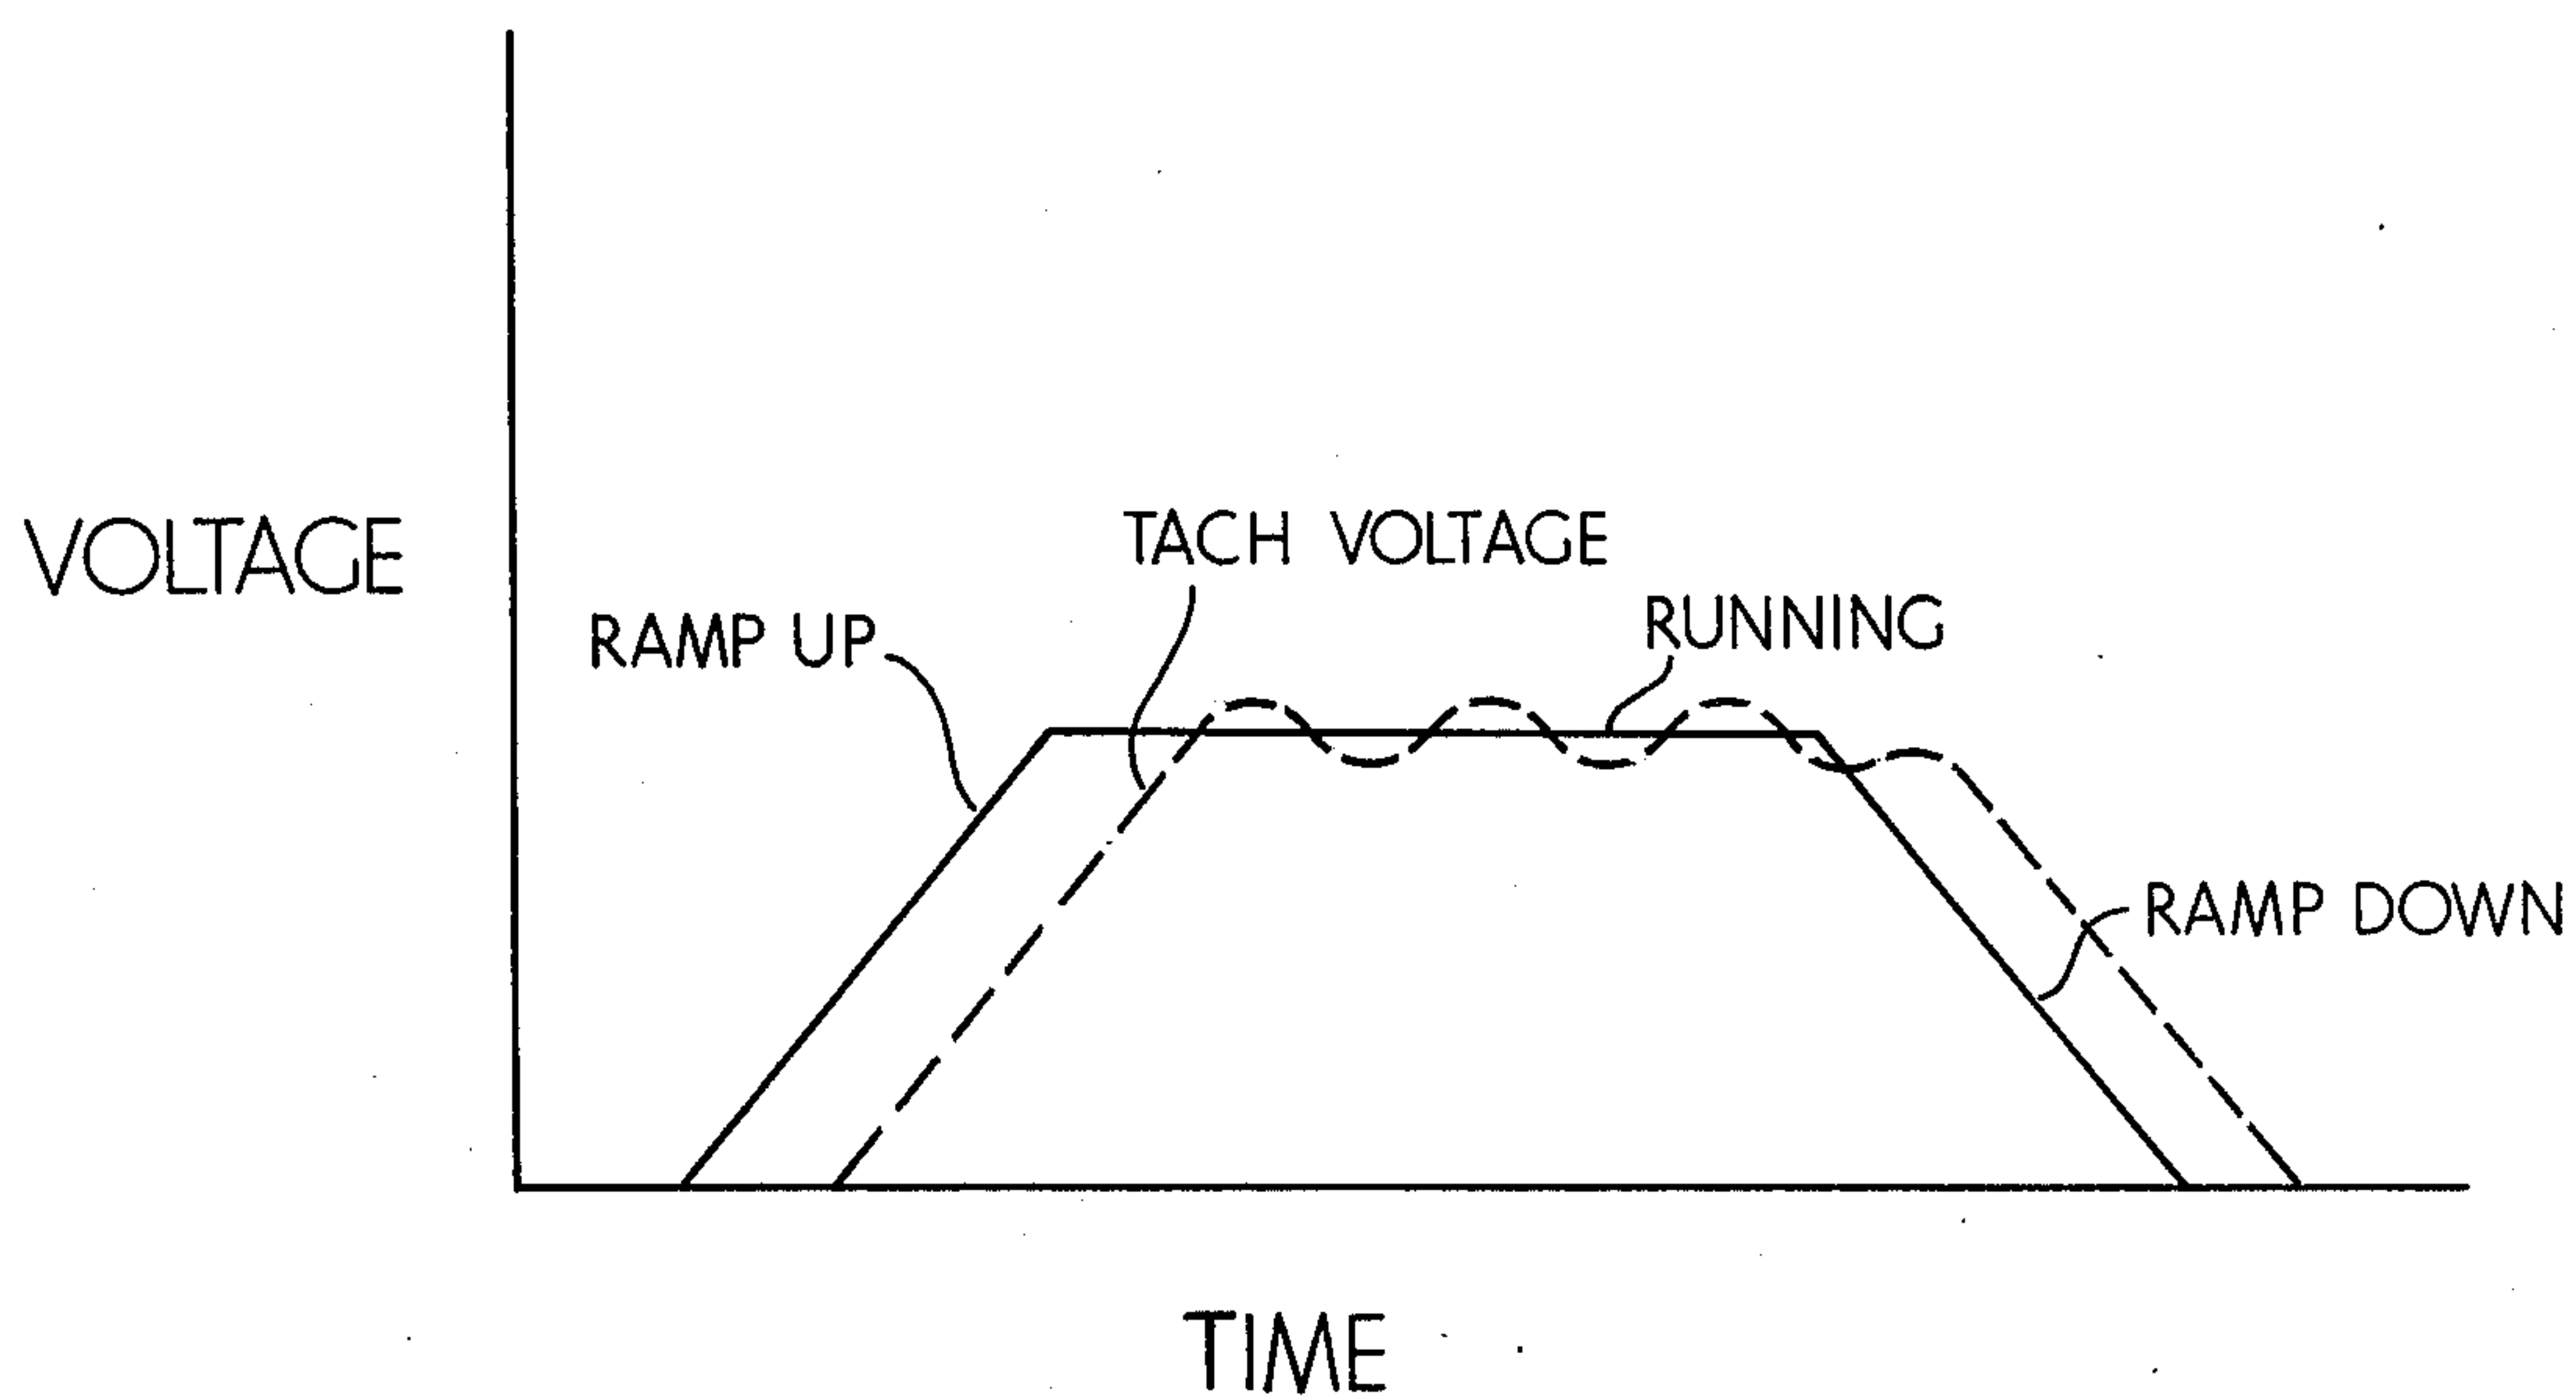 TACH VOLTAGE
VOLTAGE
RUNNING
RAMP UP
RAMP DOWN
TIME